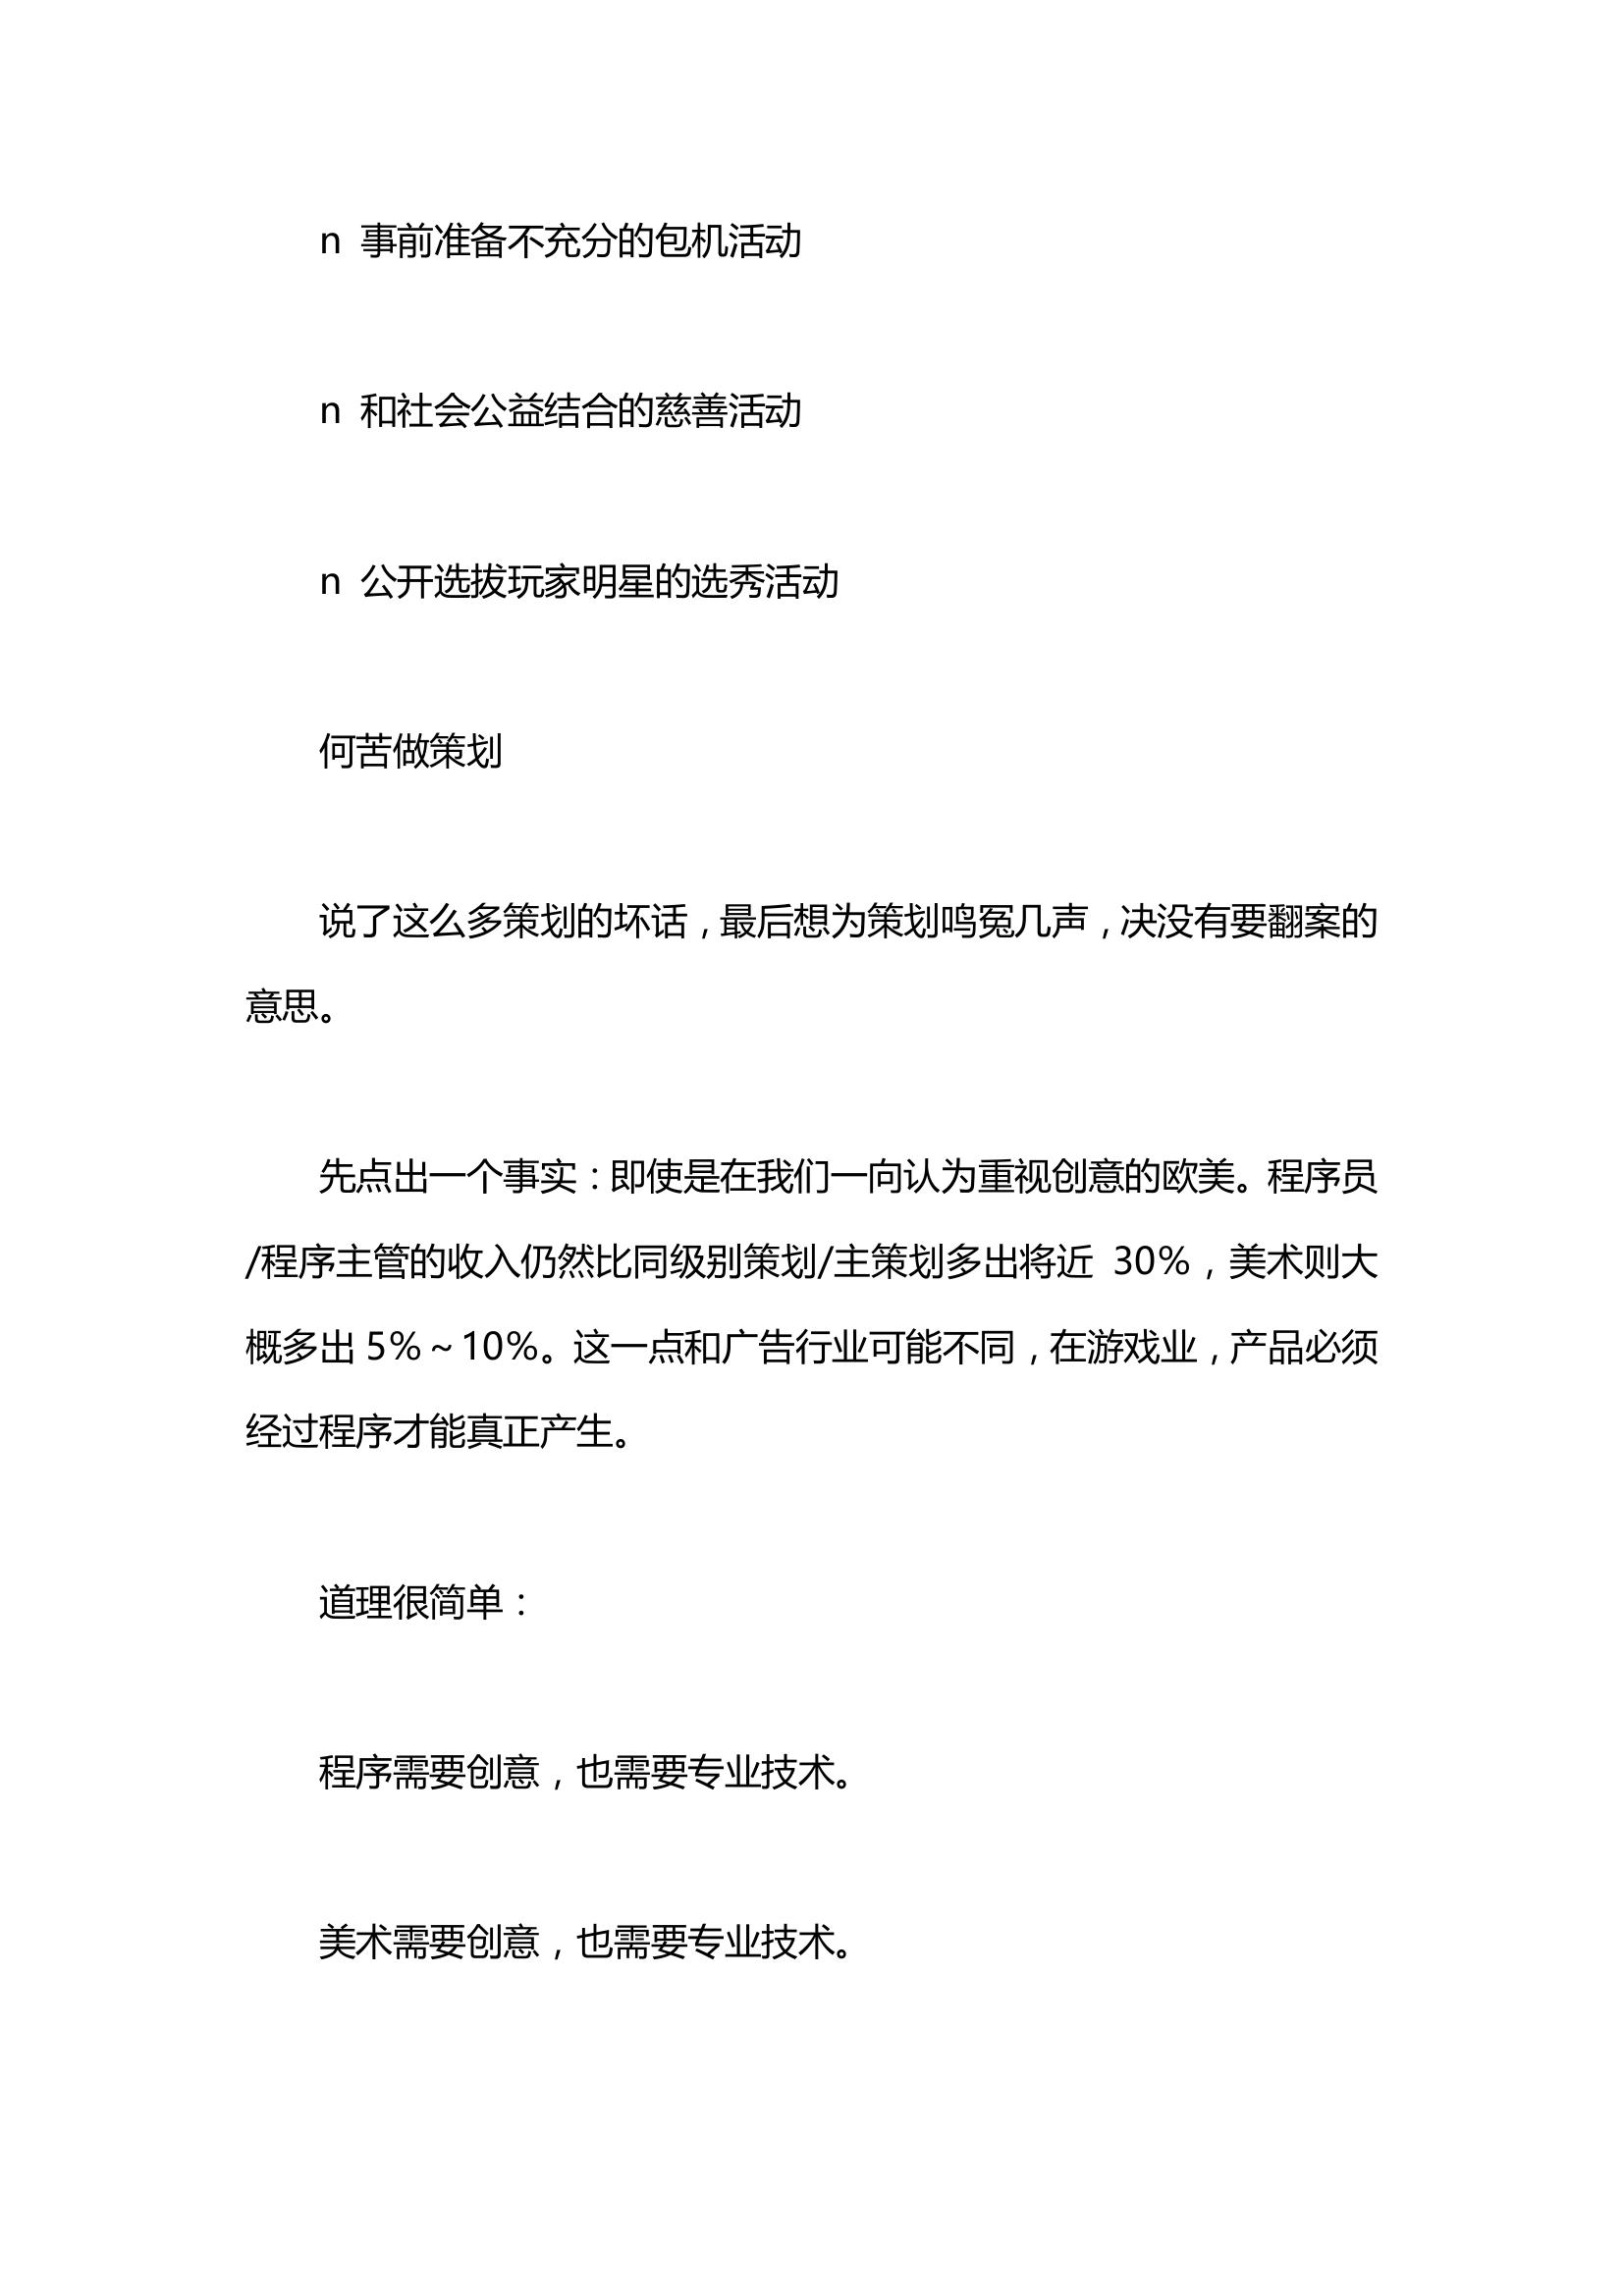 n 事前准备不充分的包机活动
n 和社会公益结合的慈善活动
n 公开选拔玩家明星的选秀活动
何苦做策划
说了这么多策划的坏话，最后想为策划鸣冤几声，决没有要翻案的
意思。
先点出一个事实：即使是在我们一向认为重视创意的欧美。程序员
/程序主管的收入仍然比同级别策划/主策划多出将近 30%，美术则大
概多出 5%～10%。这一点和广告行业可能不同，在游戏业，产品必须
经过程序才能真正产生。
道理很简单：
程序需要创意，也需要专业技术。
美术需要创意，也需要专业技术。